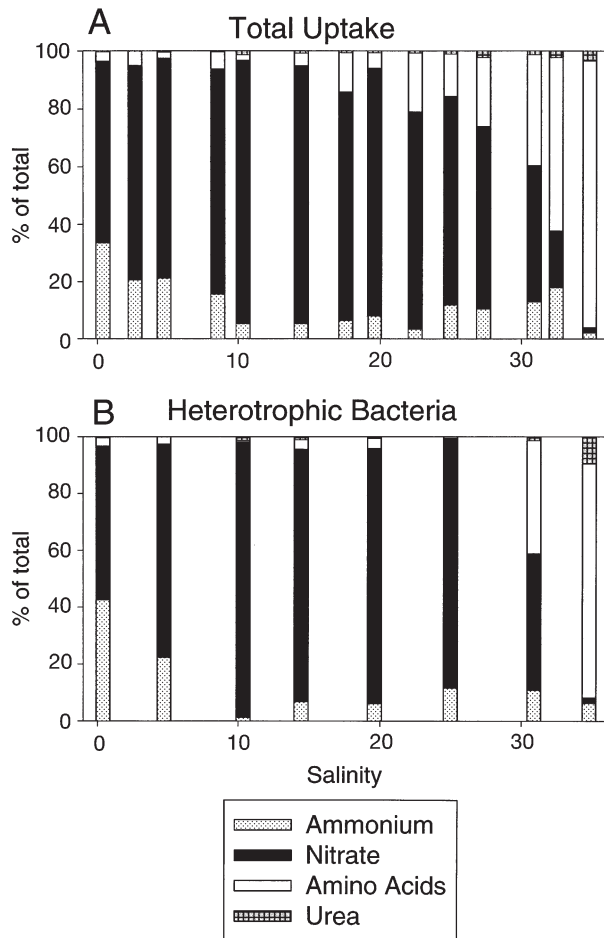 A
Total Uptake
% of total
100
80
60
40
20
0
0 10 20 30
B
Heterotrophic Bacteria
% of total
100
80
60
40
20
0
0 10 20 30
Salinity
Ammonium
Nitrate
Amino Acids
Urea